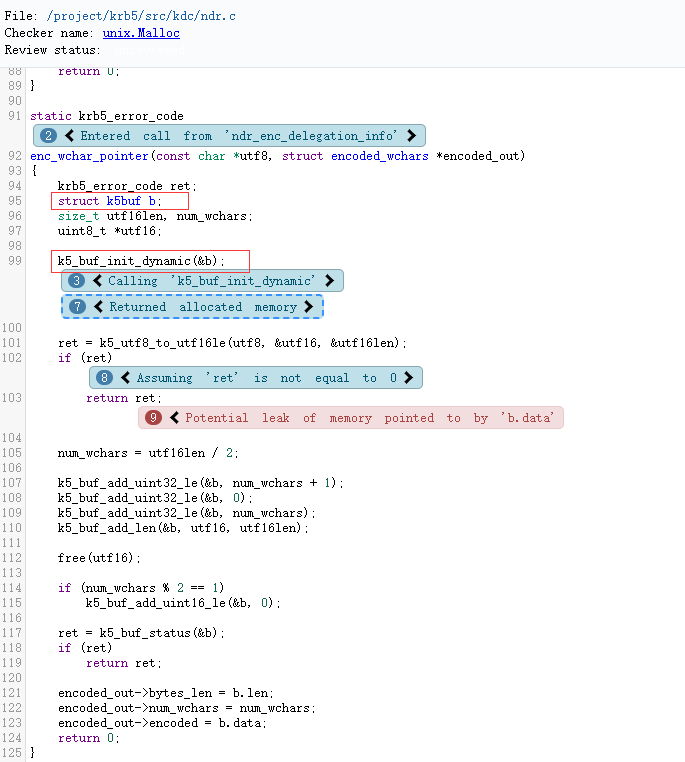 File: /project/krb5/src/kdc/ndr.c
Checker name: unix.Malloc
Review status:
88 return 0;
89 }
90
91 static krb5_error_code
2 Entered call from 'ndr_enc_delegation_info'
92 enc_wchar_pointer(const char *utf8, struct encoded_wchars *encoded_out)
93 {
94 krb5_error_code ret;
95 struct k5buf b;
96 size_t utf16len, num_wchars;
97 uint8_t *utf16;
98
99 k5_buf_init_dynamic(&b);
3 Calling 'k5_buf_init_dynamic'
7 Returned allocated memory
100
101 ret = k5_utf8_to_utf16le(utf8, &utf16, &utf16len);
102 if (ret)
8 Assuming 'ret' is not equal to 0
103 return ret;
9 Potential leak of memory pointed to by 'b.data'
104
105 num_wchars = utf16len / 2;
106
107 k5_buf_add_uint32_le(&b, num_wchars + 1);
108 k5_buf_add_uint32_le(&b, 0);
109 k5_buf_add_uint32_le(&b, num_wchars);
110 k5_buf_add_len(&b, utf16, utf16len);
111
112 free(utf16);
113
114 if (num_wchars % 2 == 1)
115 k5_buf_add_uint16_le(&b, 0);
116
117 ret = k5_buf_status(&b);
118 if (ret)
119 return ret;
120
121 encoded_out->bytes_len = b.len;
122 encoded_out->num_wchars = num_wchars;
123 encoded_out->encoded = b.data;
124 return 0;
125 }